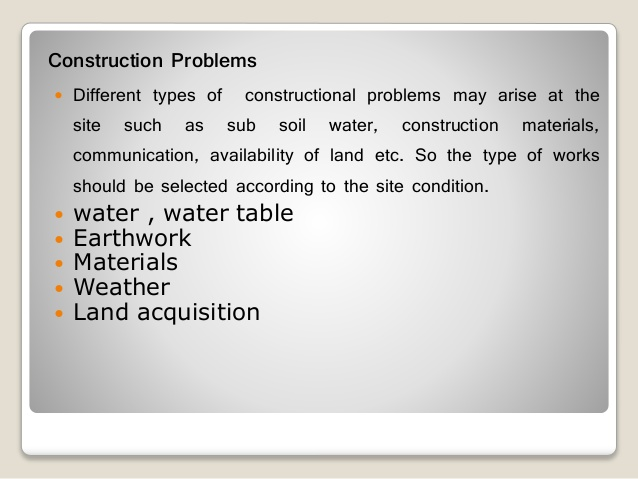 Construction Problems
Different types of constructional problems may arise at the
site such as sub soil water, construction materials,
communication, availability of land etc. So the type of works
should be selected according to the site condition.
water , water table
Earthwork
Materials
Weather
Land acquisition